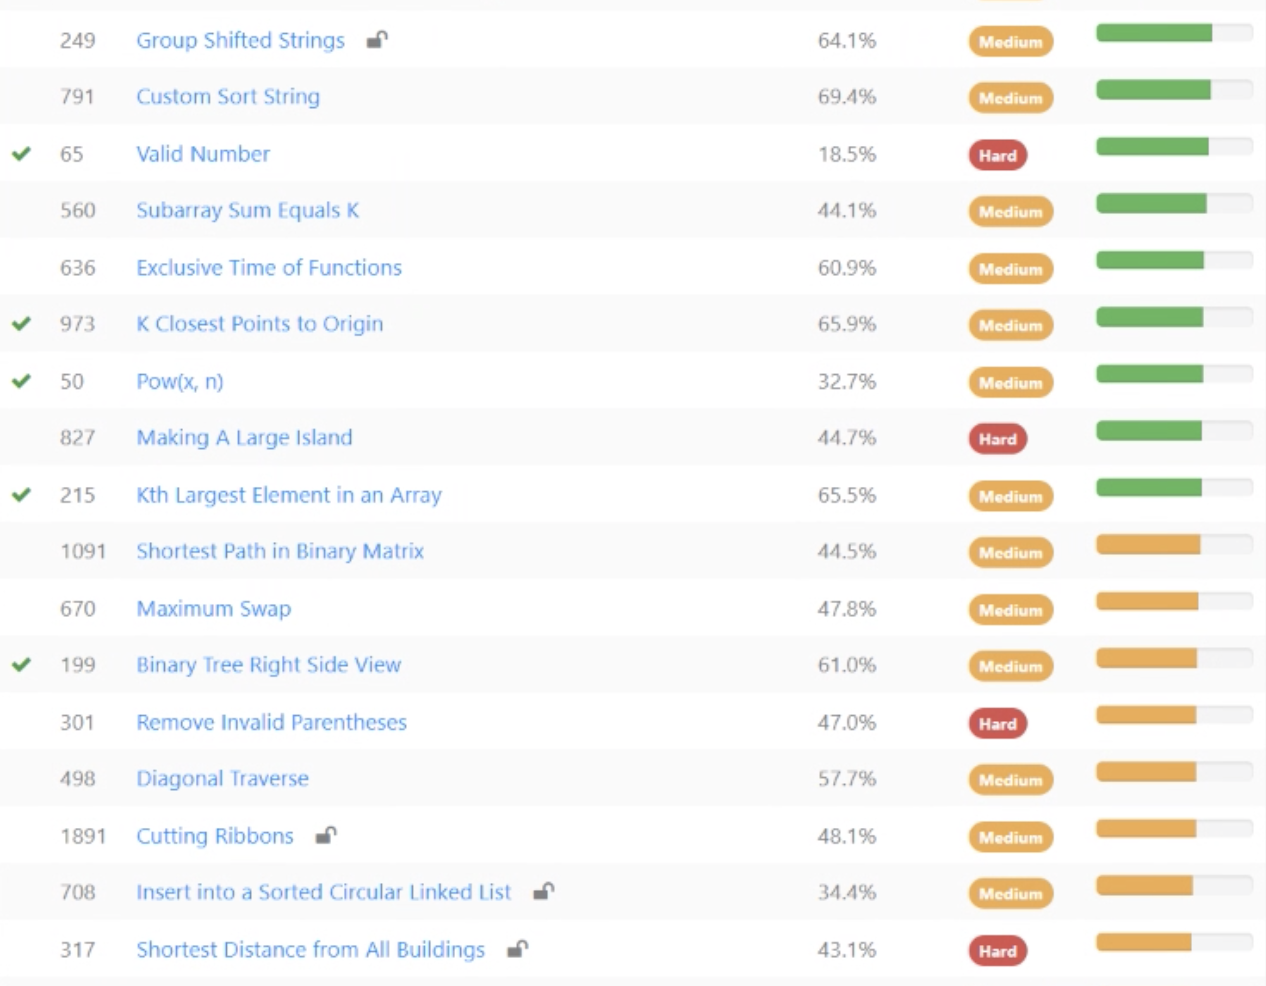 249 Group Shifted Strings 64.1% Medium
791 Custom Sort String 69.4% Medium
65 Valid Number 18.5% Hard
560 Subarray Sum Equals K 44.1% Medium
636 Exclusive Time of Functions 60.9% Medium
973 K Closest Points to Origin 65.9% Medium
50 Pow(x, n) 32.7% Medium
827 Making A Large Island 44.7% Hard
215 Kth Largest Element in an Array 65.5% Medium
1091 Shortest Path in Binary Matrix 44.5% Medium
670 Maximum Swap 47.8% Medium
199 Binary Tree Right Side View 61.0% Medium
301 Remove Invalid Parentheses 47.0% Hard
498 Diagonal Traverse 57.7% Medium
1891 Cutting Ribbons 48.1% Medium
708 Insert into a Sorted Circular Linked List 34.4% Medium
317 Shortest Distance from All Buildings 43.1% Hard